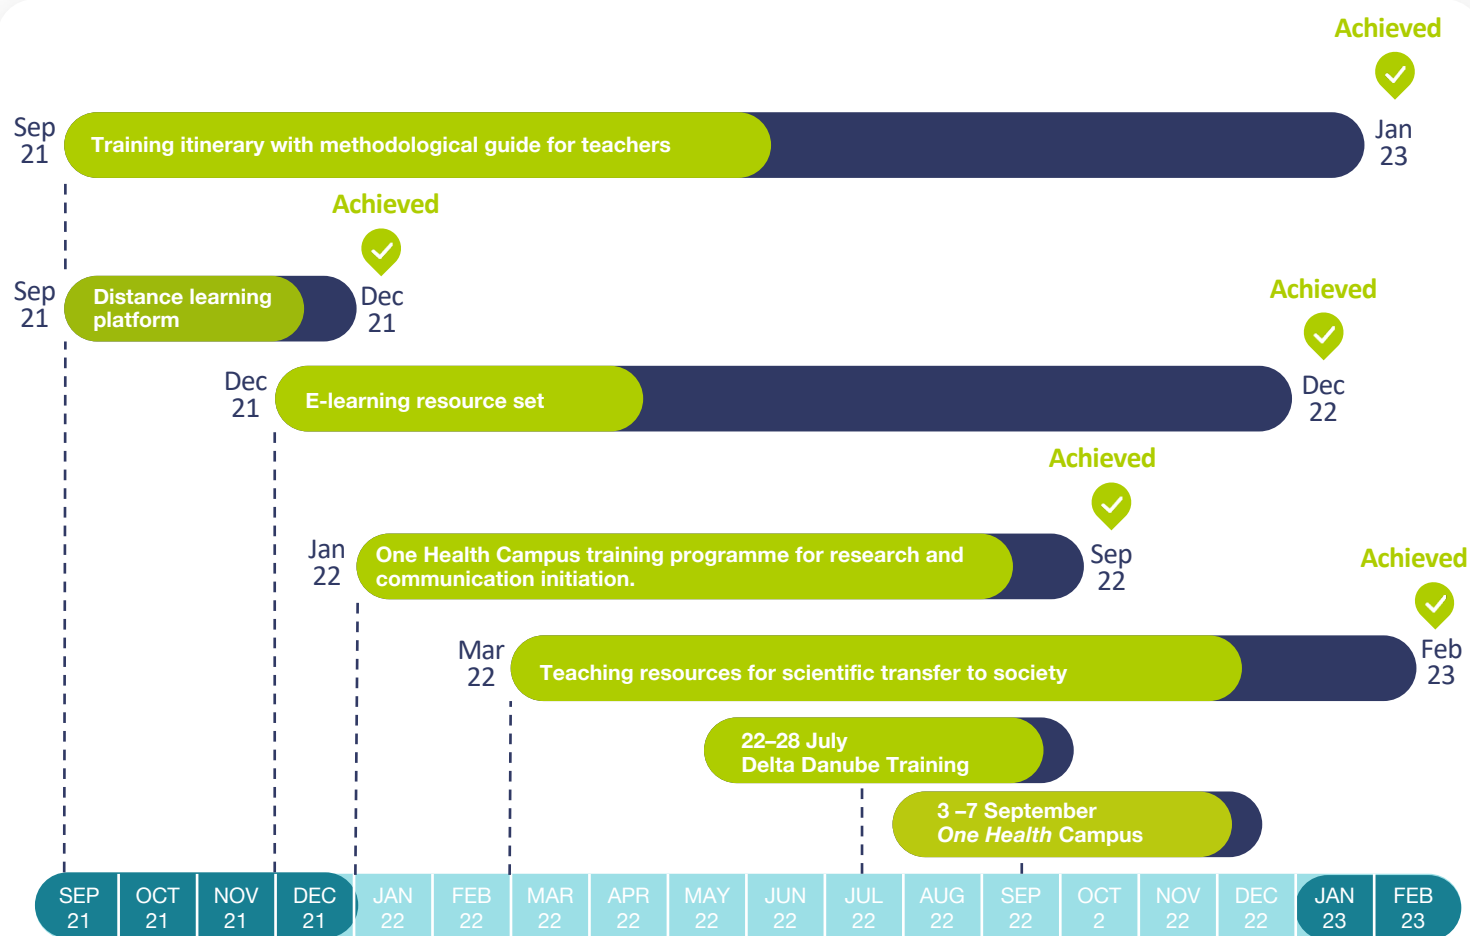 Achieved
Sep
21
Training itinerary with methodological guide for teachers
Jan
23
Achieved
Sep
21
Distance learning
platform
Dec
21
Achieved
Dec
21
E-learning resource set
Dec
22
Achieved
Jan
22
One Health Campus training programme for research and
communication initiation.
Sep
22
Achieved
Mar
22
Teaching resources for scientific transfer to society
Feb
23
22–28 July
Delta Danube Training
3 –7 September
One Health Campus
SEP
21
OCT
21
NOV
21
DEC
21
JAN
22
FEB
22
MAR
22
APR
22
MAY
22
JUN
22
JUL
22
AUG
22
SEP
22
OCT
2
NOV
22
DEC
22
JAN
23
FEB
23